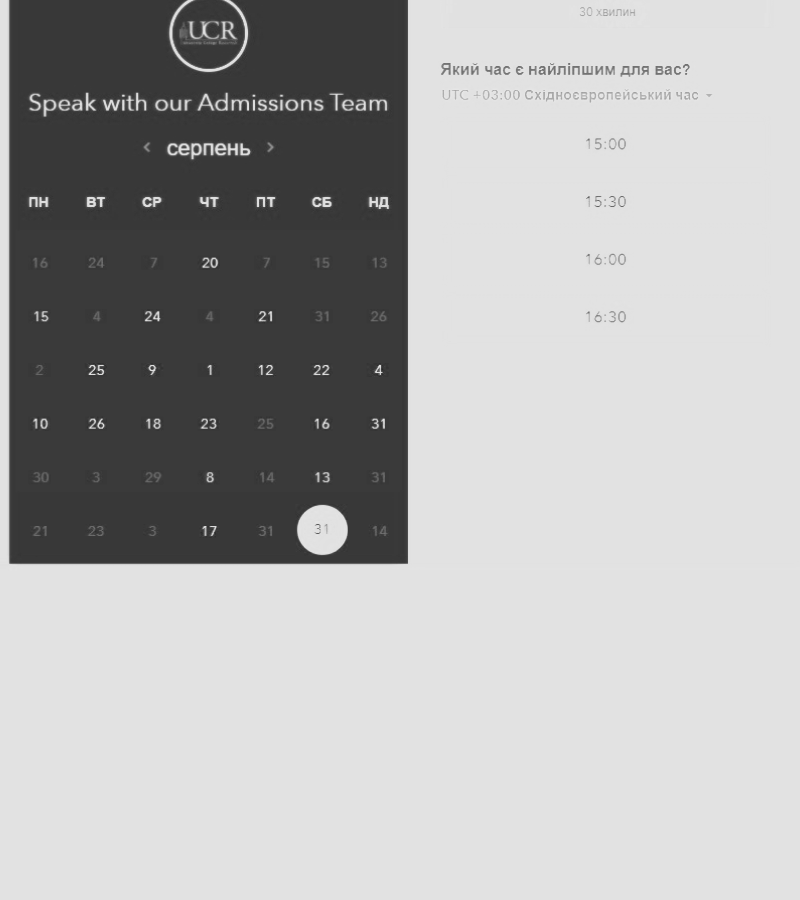 UCR
Speak with our Admissions Team
серпень
ПН ВТ СР ЧТ ПТ СБ НД
16 24 7 20 7 15 13
15 4 24 4 21 31 26
2 25 9 1 12 22 4
10 26 18 23 25 16 31
30 3 29 8 14 13 31
21 23 3 17 31 31 14
30 хвилин
Який час є найліпшим для вас?
UTC +03:00 Східноєвропейський час
15:00
15:30
16:00
16:30